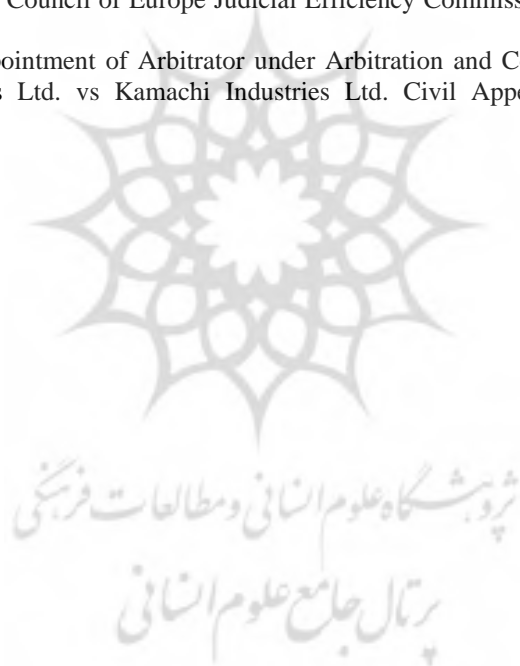 Council of Europe Judicial Efficiency Commiss
ointment of Arbitrator under Arbitration and C
s Ltd. vs Kamachi Industries Ltd. Civil Appe
پژوهشگاه علوم انسانی و مطالعات فرهنگی
پرتال جامع علوم انسانی